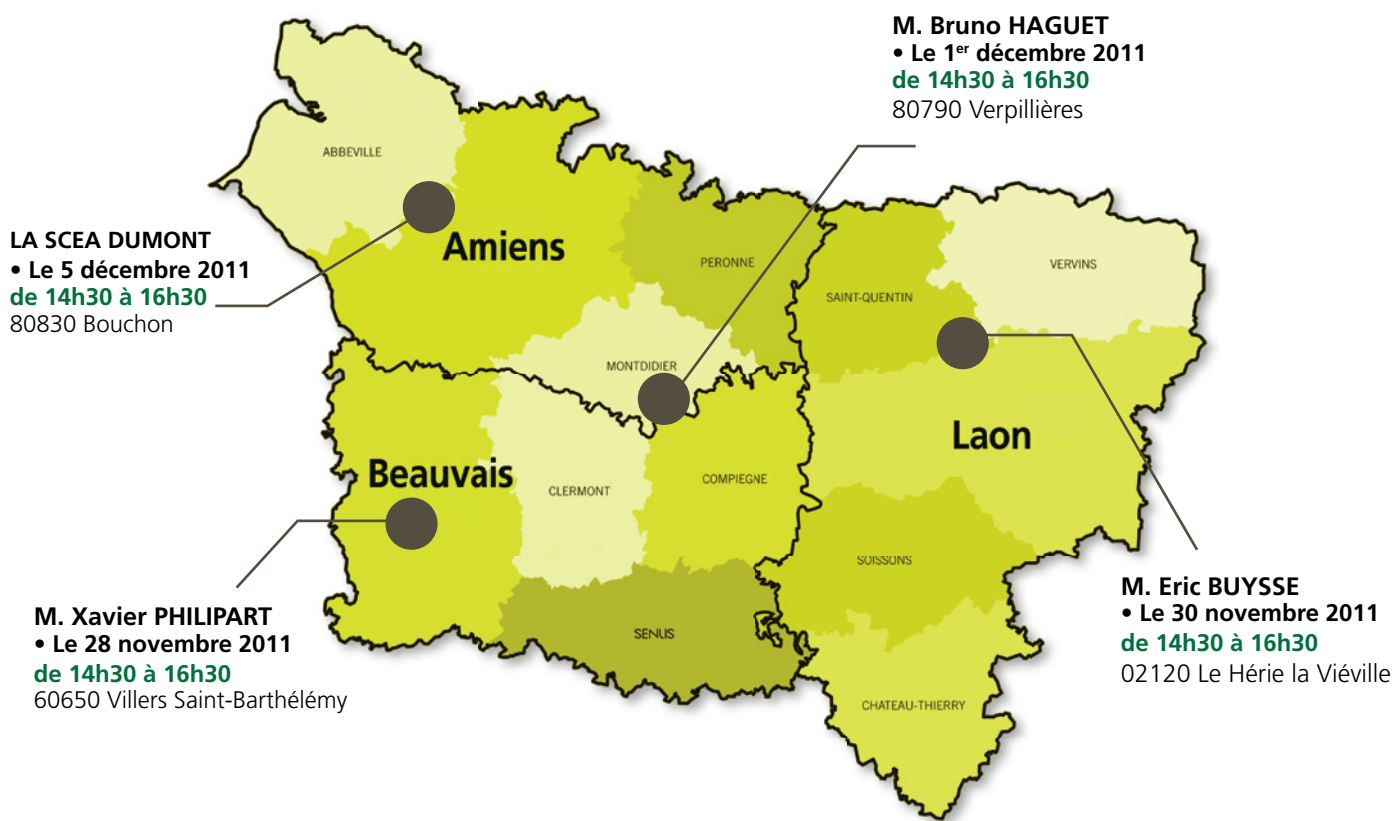 M. Bruno HAGUET
• Le 1er décembre 2011
de 14h30 à 16h30
80790 Verpillières
ABBEVILLE
LA SCEA DUMONT
• Le 5 décembre 2011
de 14h30 à 16h30
80830 Bouchon
Amiens
PERONNE
VERVINS
SAINT-QUENTIN
MONTDIDIER
Laon
Beauvais
CLERMONT
COMPIEGNE
SOISSONS
M. Xavier PHILIPART
• Le 28 novembre 2011
de 14h30 à 16h30
60650 Villers Saint-Barthélémy
SENLIS
M. Eric BUYSSE
• Le 30 novembre 2011
de 14h30 à 16h30
02120 Le Hérie la Viéville
CHATEAU-THIERRY